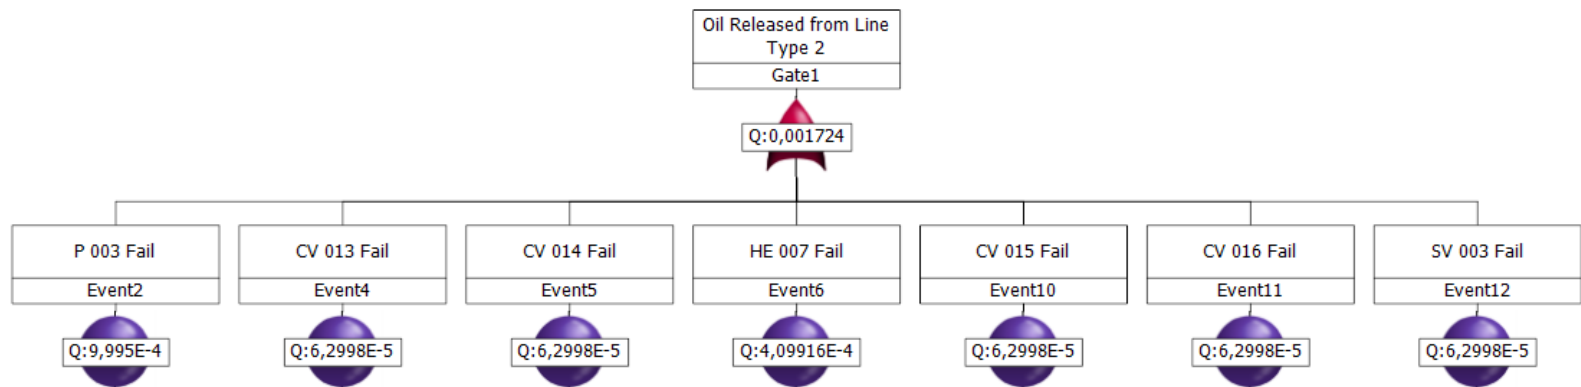 Oil Released from Line
Type 2
Gate1
Q:0,001724
P 003 Fail
CV 013 Fail
CV 014 Fail
HE 007 Fail
CV 015 Fail
CV 016 Fail
SV 003 Fail
Event2
Event4
Event5
Event6
Event10
Event11
Event12
Q:9,995E-4
Q:6,2998E-5
Q:6,2998E-5
Q:4,09916E-4
Q:6,2998E-5
Q:6,2998E-5
Q:6,2998E-5